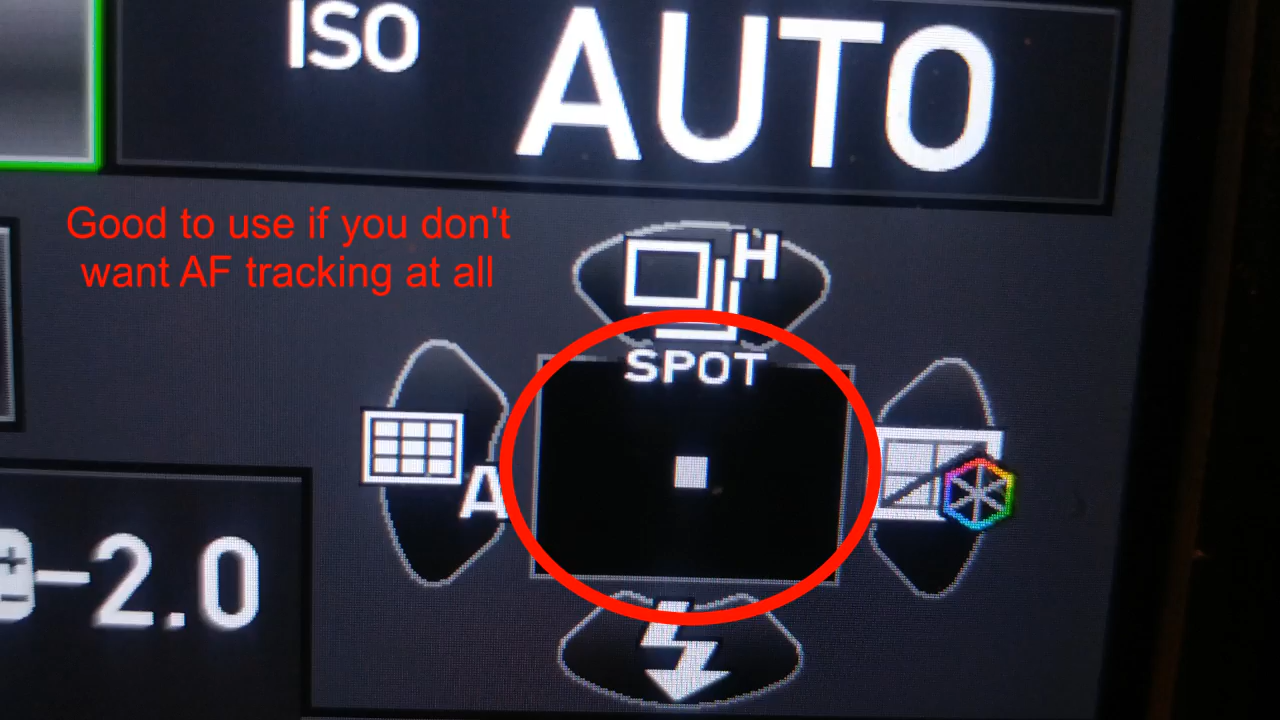 ISO AUTO
Good to use if you don't
want AF tracking at all
H
SPOT
A
-2.0